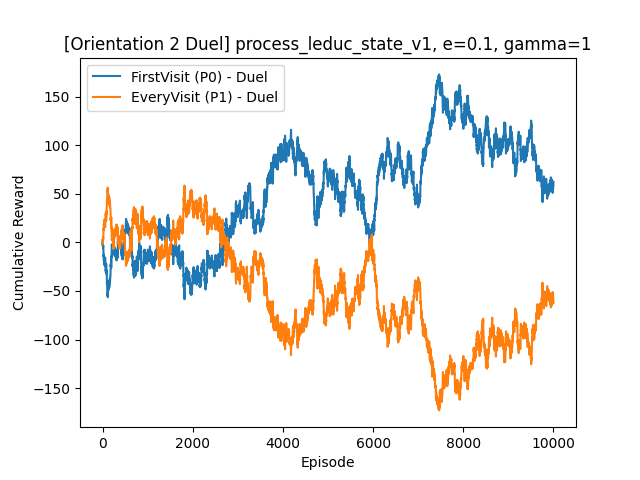 [Orientation 2 Duel] process_leduc_state_v1, e=0.1, gamma=1
FirstVisit (P0) - Duel
EveryVisit (P1) - Duel
150
100
50
0
−50
−100
−150
Cumulative Reward
0
2000
4000
6000
8000
10000
Episode